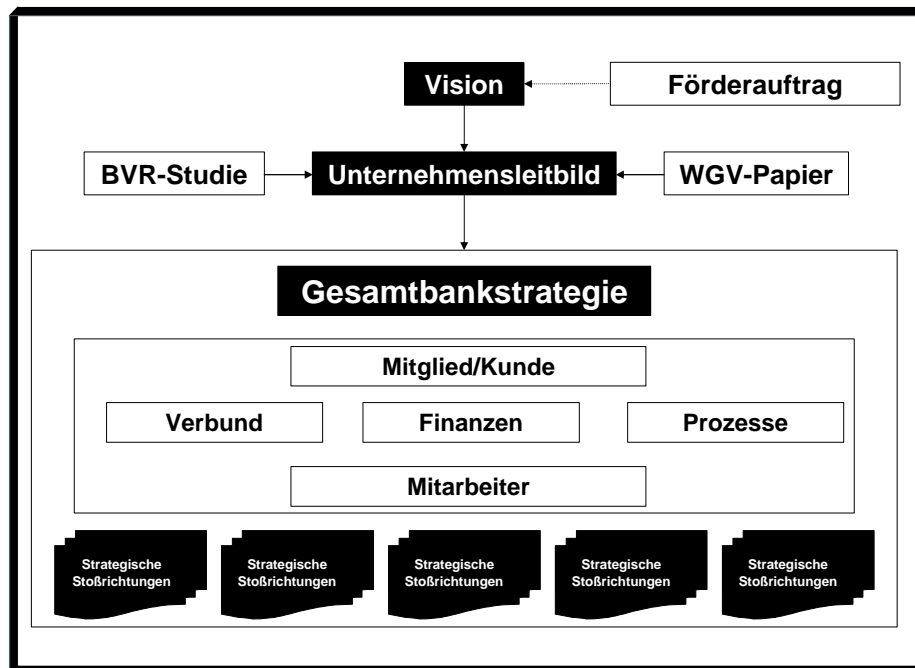 Vision
Förderauftrag
BVR-Studie
Unternehmensleitbild
WGV-Papier
Gesamtbankstrategie
Mitglied/Kunde
Verbund
Finanzen
Prozesse
Mitarbeiter
Strategische
Stoßrichtungen
Strategische
Stoßrichtungen
Strategische
Stoßrichtungen
Strategische
Stoßrichtungen
Strategische
Stoßrichtungen